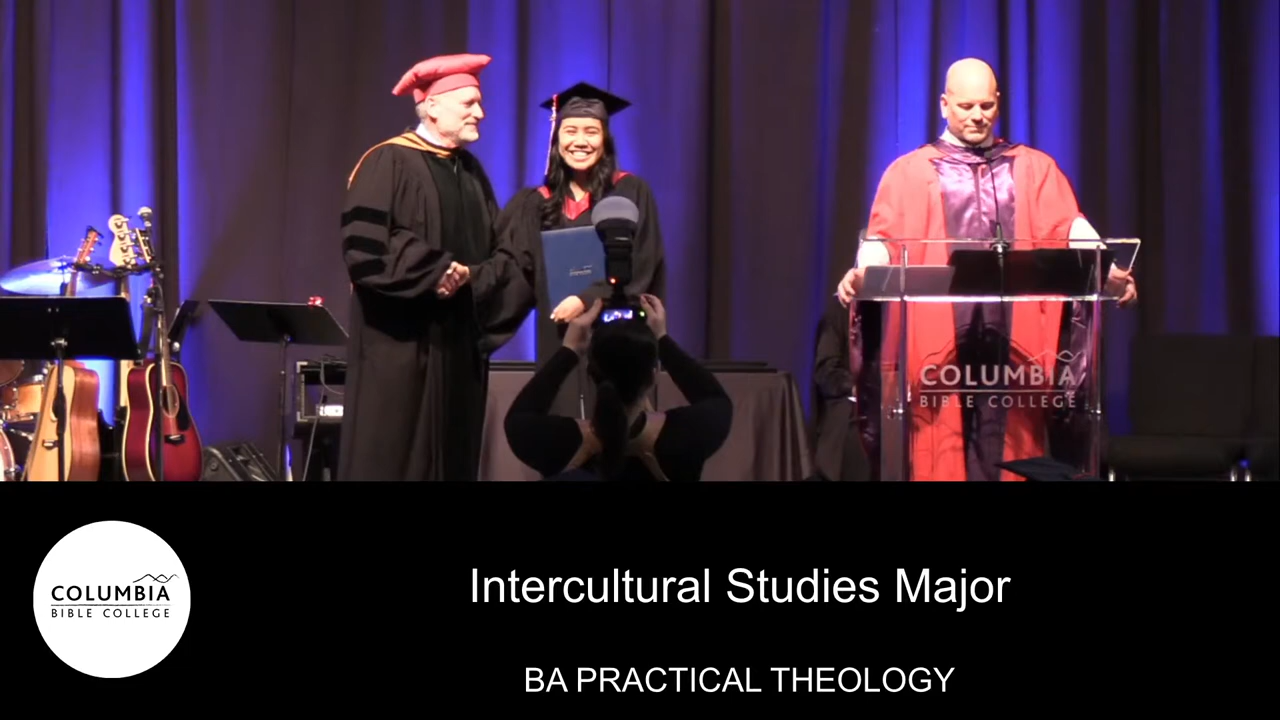 COLUMBIA
BIBLE COLLEGE
COLUMBIA
BIBLE COLLEGE
Intercultural Studies Major
BA PRACTICAL THEOLOGY